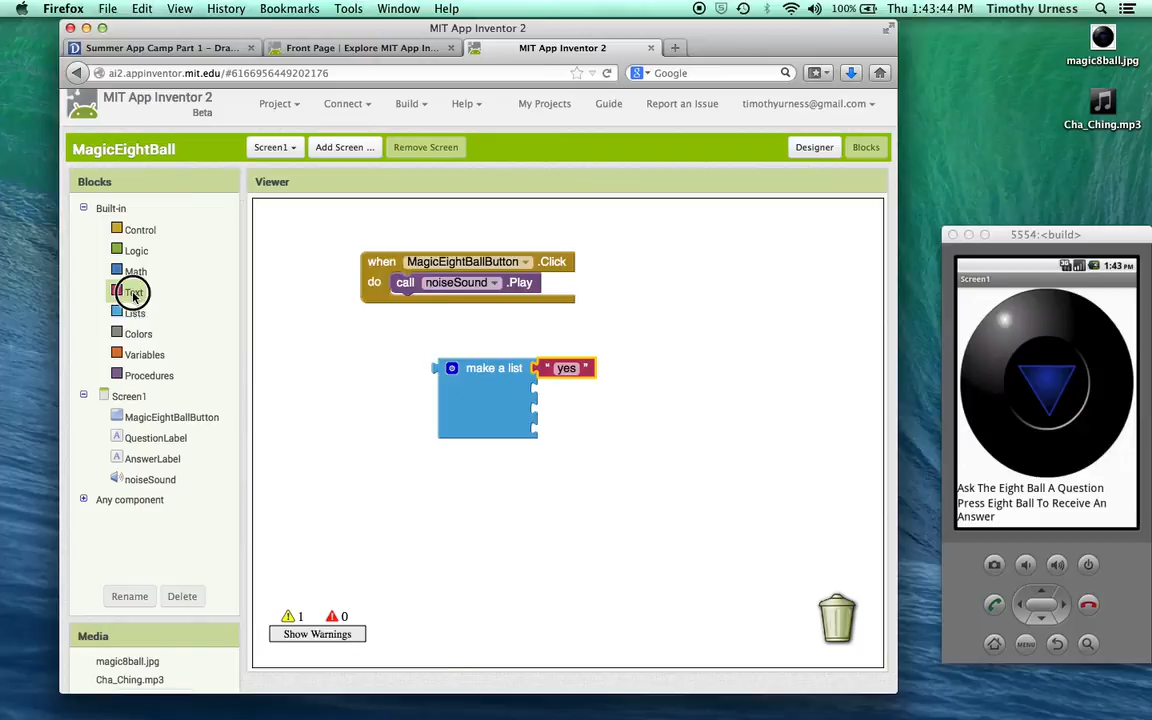 Firefox File Edit View History Bookmarks Tools Window Help 100% Thu 1:43:44 PM Timothy Urness
MIT App Inventor 2
Summer App Camp Part 1 – Dra... Front Page | Explore MIT App In... MIT App Inventor 2
ai2.appinventor.mit.edu/#6166956449202176 Google
MIT App Inventor 2
Beta
Project Connect Build Help My Projects Guide Report an Issue timothyurness@gmail.com
MagicEightBall Screen1 Add Screen ... Remove Screen Designer Blocks
Blocks Viewer
Built-in
Control
Logic
Math
Text
Lists
Colors
Variables
Procedures
Screen1
MagicEightBallButton
A QuestionLabel
A AnswerLabel
noiseSound
Any component
Rename Delete
Media
magic8ball.jpg
Cha_Ching.mp3
when MagicEightBallButton .Click
do call noiseSound .Play
make a list " yes "
1 0
Show Warnings
magic8ball.jpg
Cha_Ching.mp3
5554:<build>
1:43 PM
Screen1
Ask The Eight Ball A Question
Press Eight Ball To Receive An
Answer
MENU